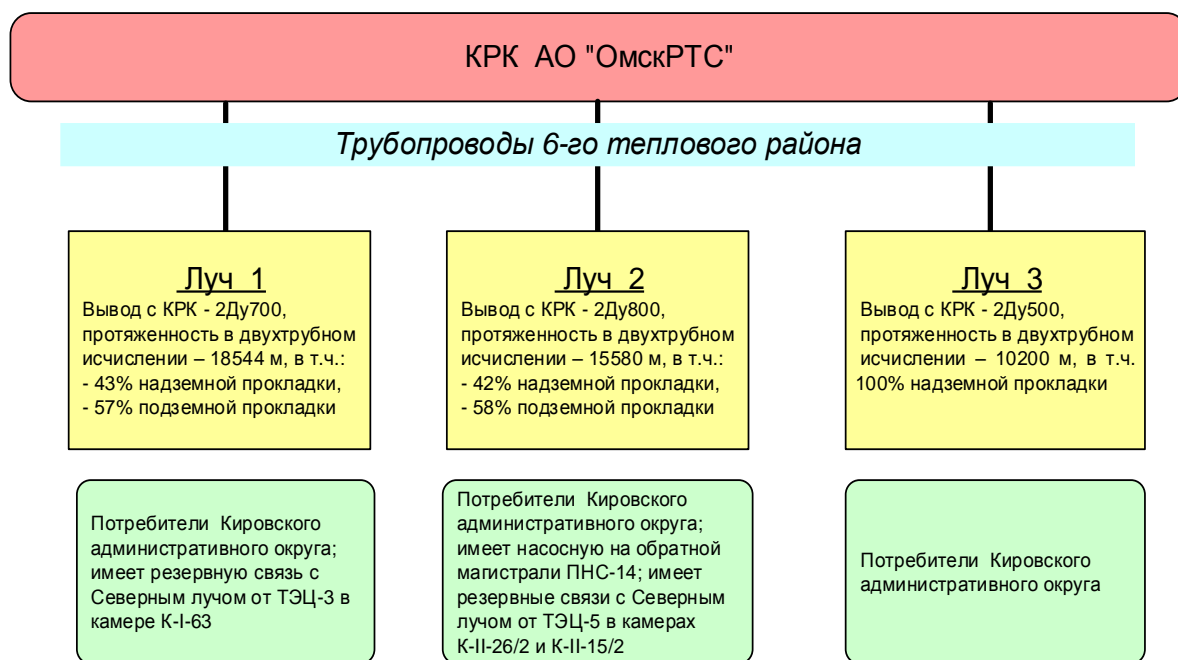 КРК АО "ОмскРТС"
Трубопроводы 6-го теплового района
Луч 1
Вывод с КРК - 2Ду700,
протяженность в двухтрубном
исчислении – 18544 м, в т.ч.:
- 43% надземной прокладки,
- 57% подземной прокладки
Луч 2
Вывод с КРК - 2Ду800,
протяженность в двухтрубном
исчислении – 15580 м, в т.ч.:
- 42% надземной прокладки,
- 58% подземной прокладки
Луч 3
Вывод с КРК - 2Ду500,
протяженность в двухтрубном
исчислении – 10200 м, в т.ч.
100% надземной прокладки
Потребители Кировского
административного округа;
имеет резервную связь с
Северным лучом от ТЭЦ-3 в
камере К-I-63
Потребители Кировского
административного округа;
имеет насосную на обратной
магистрали ПНС-14; имеет
резервные связи с Северным
лучом от ТЭЦ-5 в камерах
К-II-26/2 и К-II-15/2
Потребители Кировского
административного округа